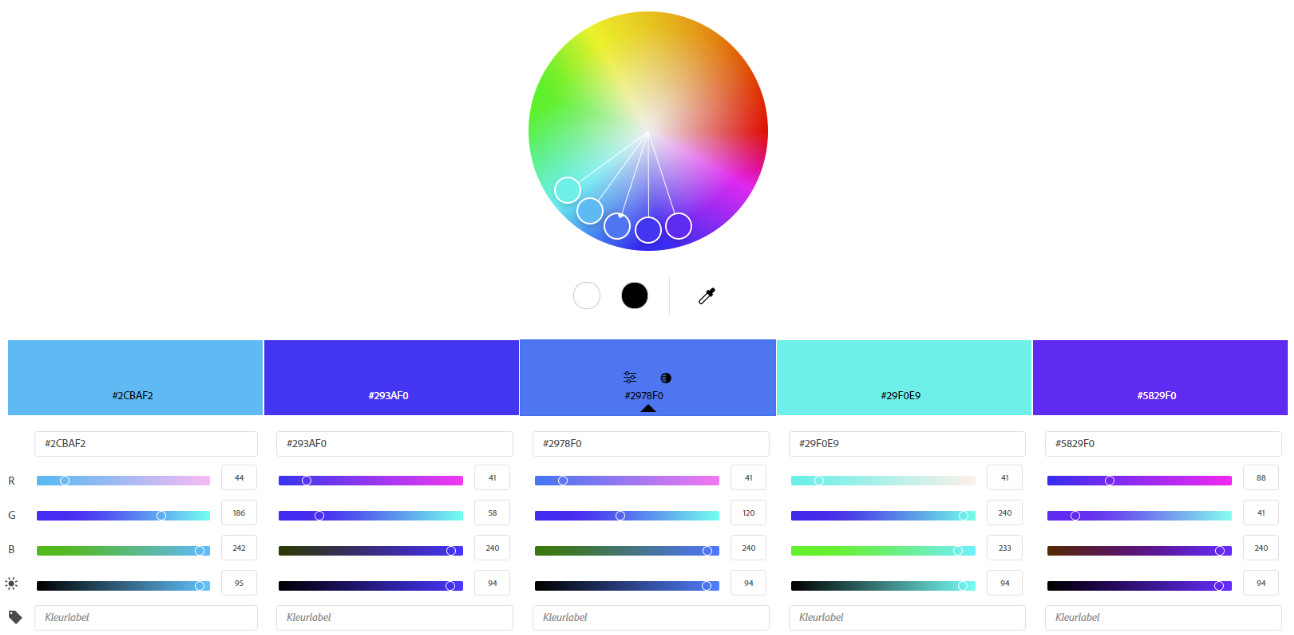 #2CBAF2 #293AF0 #2978F0 #29F0E9 #5829F0
#2CBAF2 #293AF0 #2978F0 #29F0E9 #5829F0
R 44 41 41 41 88
G 186 58 120 240 41
B 242 240 240 233 240
95 94 94 94 94
Kleurlabel Kleurlabel Kleurlabel Kleurlabel Kleurlabel